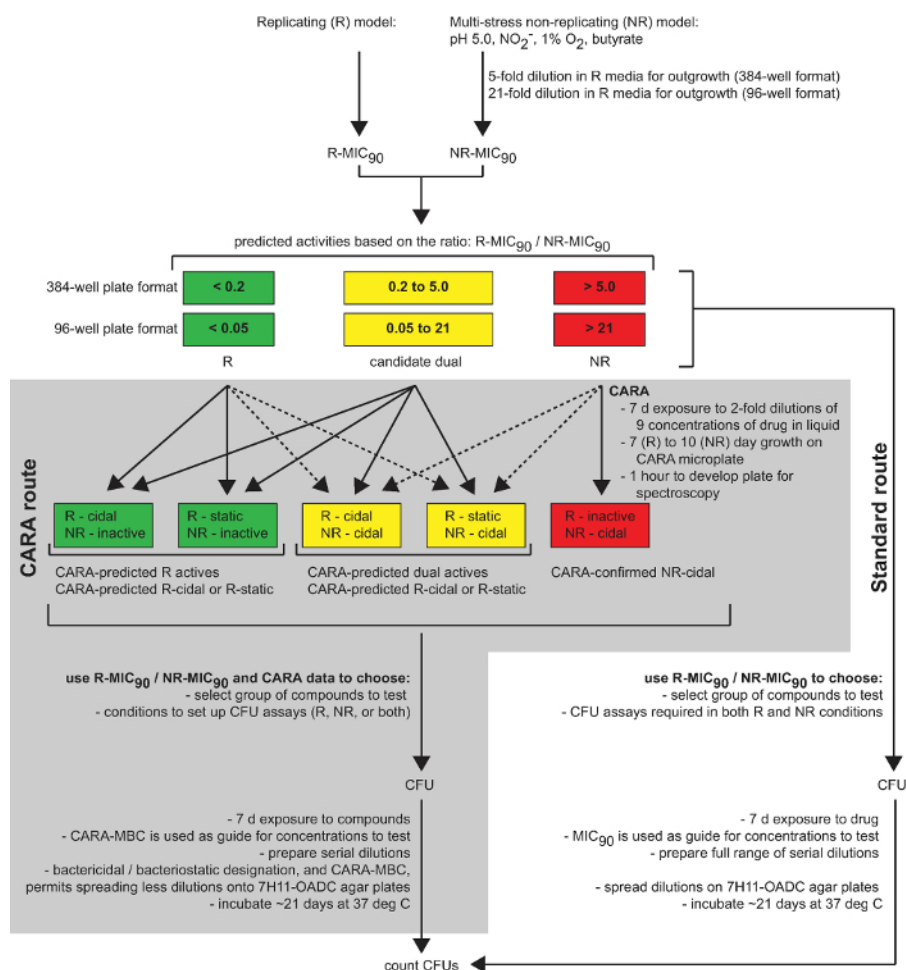 Replicating (R) model:
Multi-stress non-replicating (NR) model:
pH 5.0, NO2-, 1% O2, butyrate
5-fold dilution in R media for outgrowth (384-well format)
21-fold dilution in R media for outgrowth (96-well format)
R-MIC90
NR-MIC90
predicted activities based on the ratio: R-MIC90 / NR-MIC90
384-well plate format
< 0.2
0.2 to 5.0
> 5.0
96-well plate format
< 0.05
0.05 to 21
> 21
R
candidate dual
NR
CARA
- 7 d exposure to 2-fold dilutions of
9 concentrations of drug in liquid
- 7 (R) to 10 (NR) day growth on
CARA microplate
- 1 hour to develop plate for
spectroscopy
CARA route
Standard route
R - cidal
NR - inactive
R - static
NR - inactive
R - cidal
NR - cidal
R - static
NR - cidal
R - inactive
NR - cidal
CARA-predicted R actives
CARA-predicted R-cidal or R-static
CARA-predicted dual actives
CARA-predicted R-cidal or R-static
CARA-confirmed NR-cidal
use R-MIC90 / NR-MIC90 and CARA data to choose:
- select group of compounds to test
- conditions to set up CFU assays (R, NR, or both)
use R-MIC90 / NR-MIC90 to choose:
- select group of compounds to test
- CFU assays required in both R and NR conditions
CFU
CFU
- 7 d exposure to compounds
- CARA-MBC is used as guide for concentrations to test
- prepare serial dilutions
- bactericidal / bacteriostatic designation, and CARA-MBC,
permits spreading less dilutions onto 7H11-OADC agar plates
- incubate ~21 days at 37 deg C
- 7 d exposure to drug
- MIC90 is used as guide for concentrations to test
- prepare full range of serial dilutions
- spread dilutions on 7H11-OADC agar plates
- incubate ~21 days at 37 deg C
count CFUs